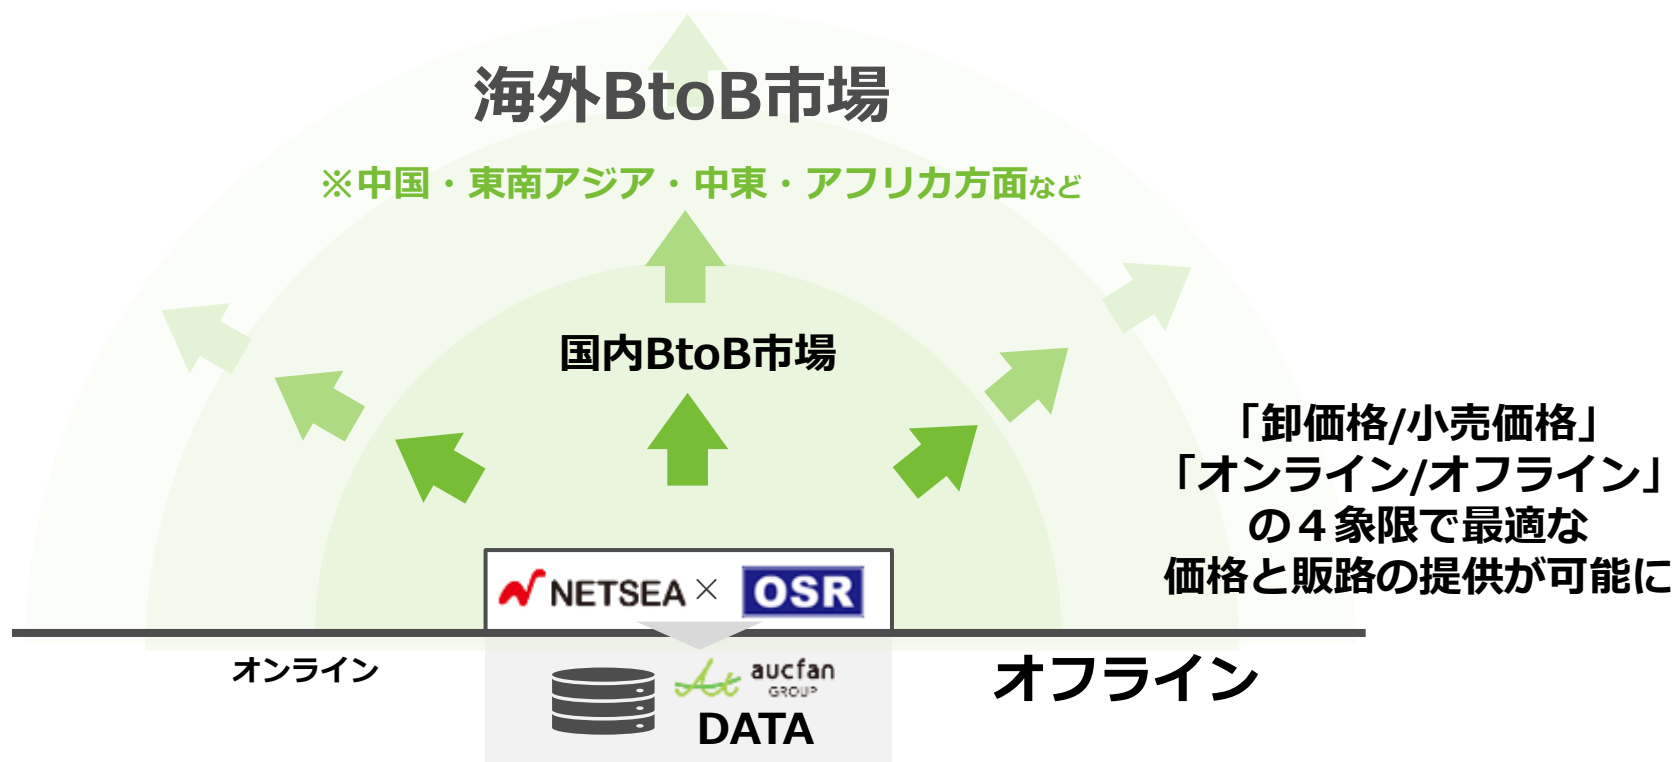 海外BtoB市場
※中国・東南アジア・中東・アフリカ方面など
国内BtoB市場
「卸価格/小売価格」
「オンライン/オフライン」
の４象限で最適な
価格と販路の提供が可能に
NETSEA × OSR
オンライン
オフライン
aucfan
GROUP
DATA